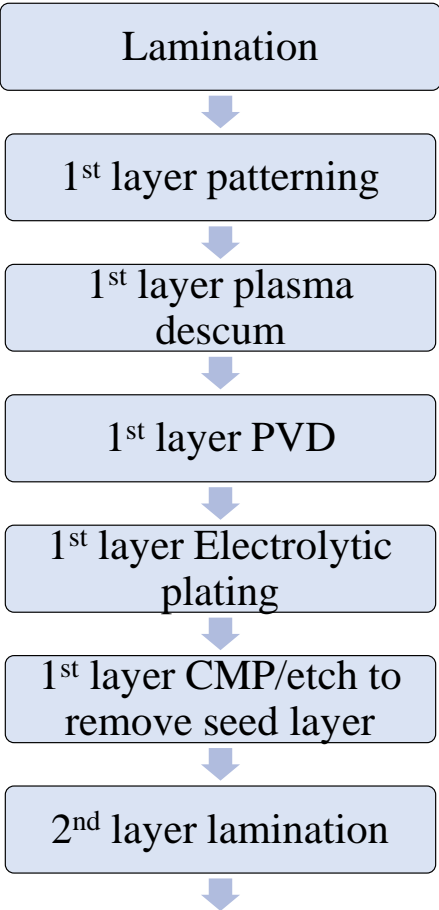 Lamination
1st layer patterning
1st layer plasma
descum
1st layer PVD
1st layer Electrolytic
plating
1st layer CMP/etch to
remove seed layer
2nd layer lamination